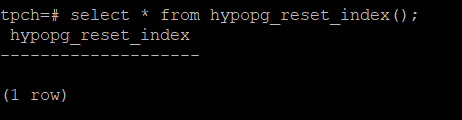 tpch=# select * from hypopg_reset_index();
 hypopg_reset_index
--------------------

(1 row)